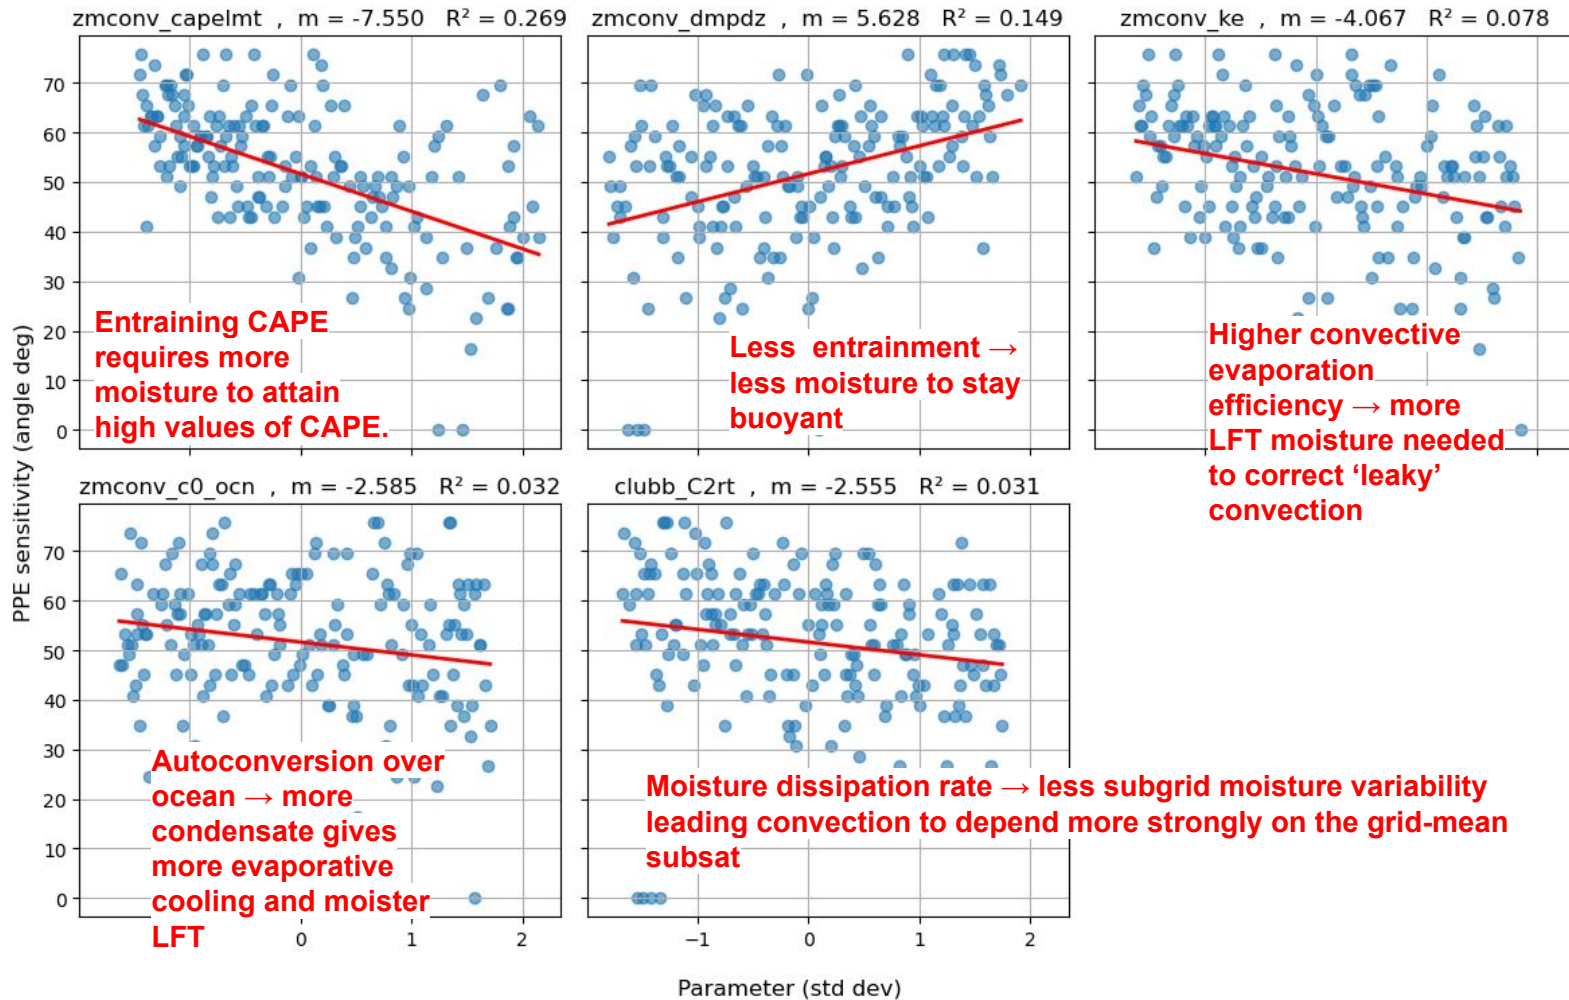 zmconv_capelmt , m = -7.550 R² = 0.269
zmconv_dmpdz , m = 5.628 R² = 0.149
zmconv_ke , m = -4.067 R² = 0.078
70
60
50
40
30
20
10
0
Entraining CAPE
requires more
moisture to attain
high values of CAPE.
Less entrainment →
less moisture to stay
buoyant
Higher convective
evaporation
efficiency → more
LFT moisture needed
to correct ‘leaky’
convection
PPE sensitivity (angle deg)
zmconv_c0_ocn , m = -2.585 R² = 0.032
clubb_C2rt , m = -2.555 R² = 0.031
70
60
50
40
30
20
10
0
Autoconversion over
ocean → more
condensate gives
more evaporative
cooling and moister
LFT
Moisture dissipation rate → less subgrid moisture variability
leading convection to depend more strongly on the grid-mean
subsat
0 1 2
−1 0 1 2
Parameter (std dev)